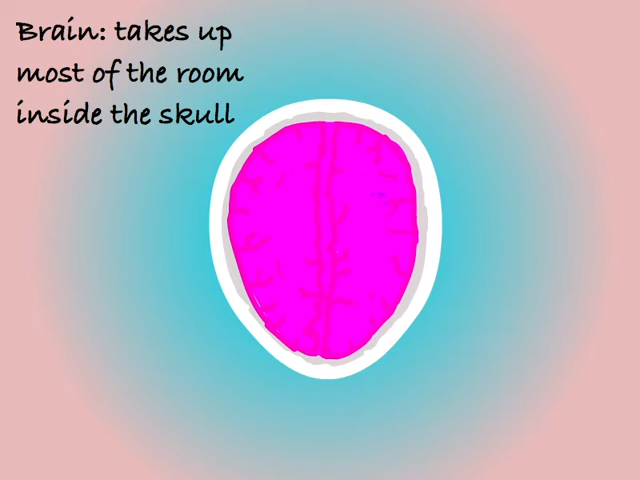 Brain: takes up
most of the room
inside the skull